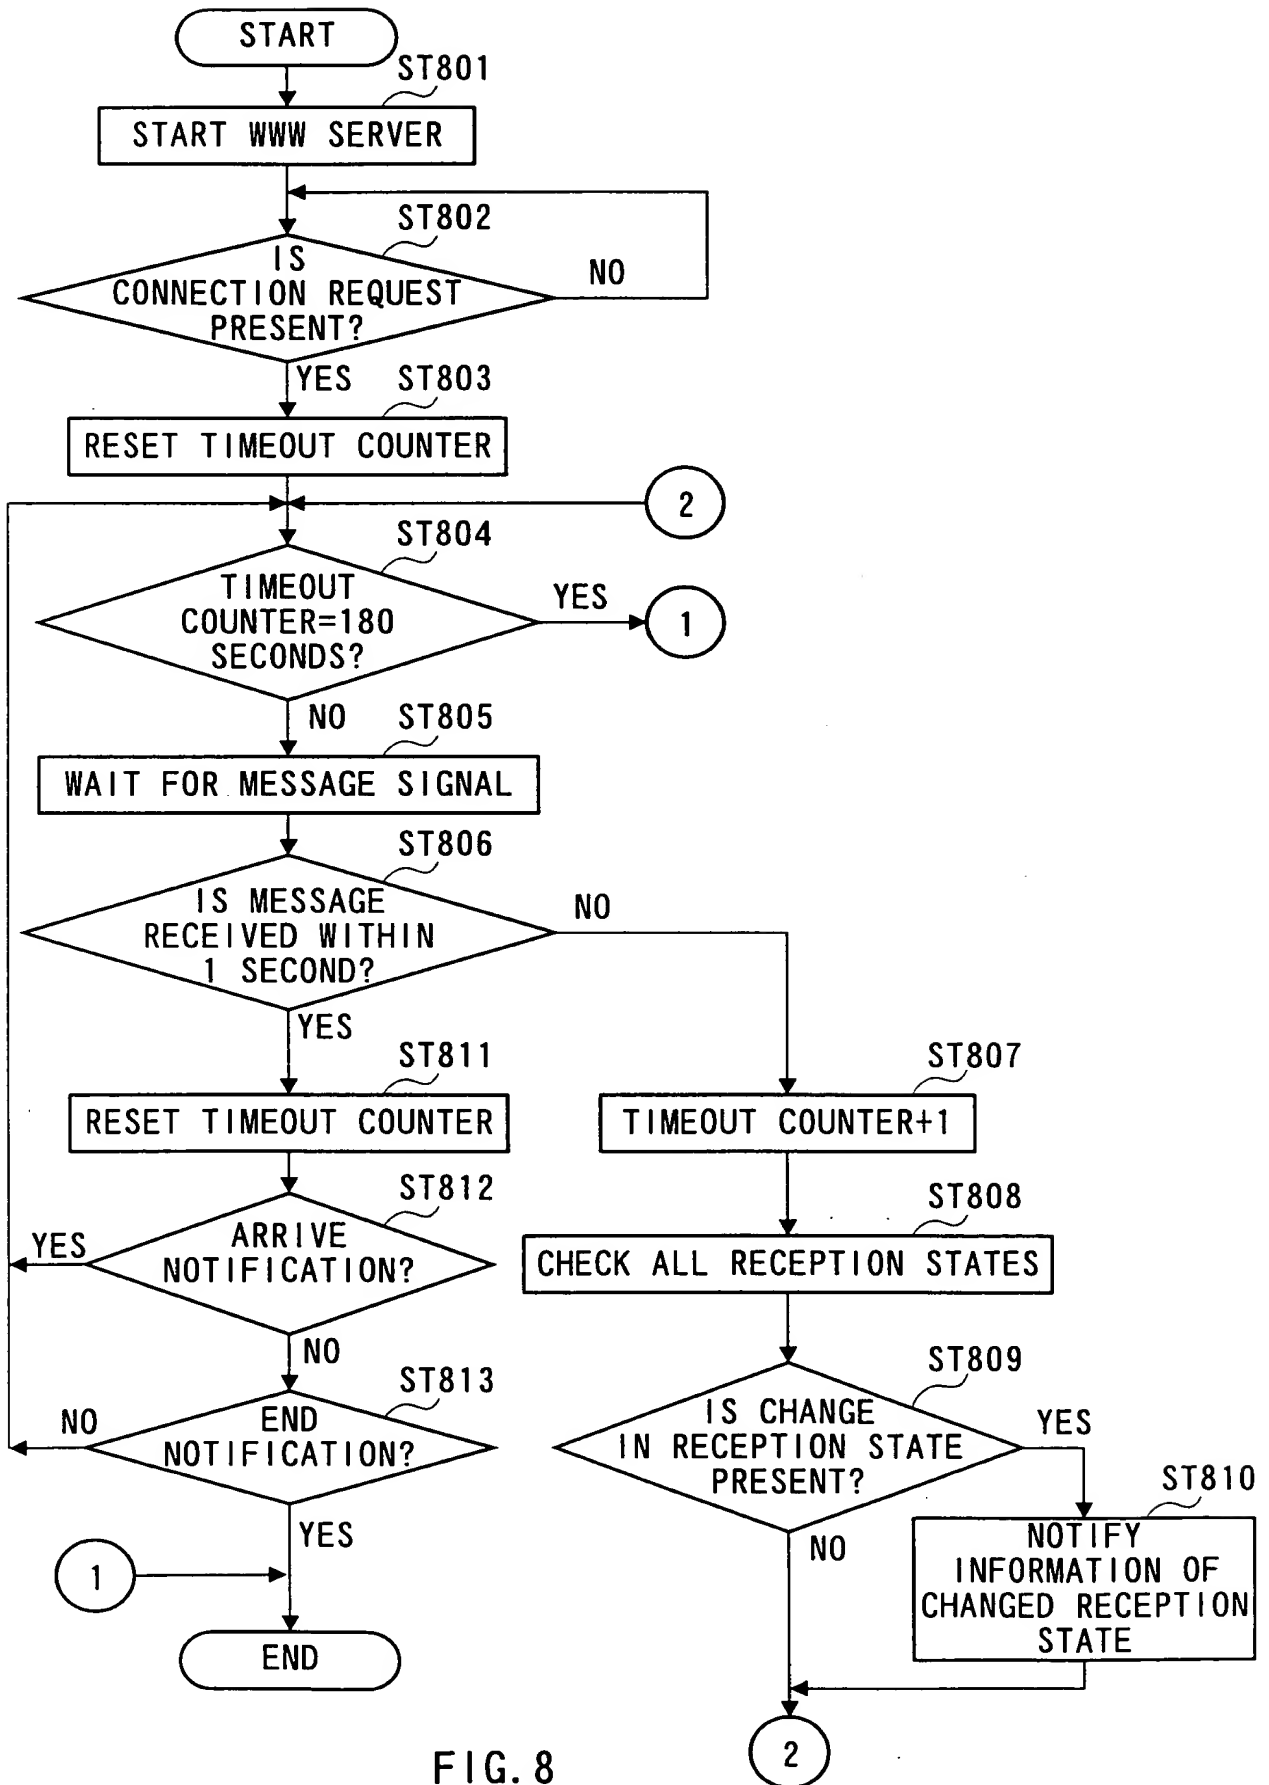 START
ST801
START WWW SERVER
ST802
IS
CONNECTION REQUEST
PRESENT?
NO
YES
ST803
RESET TIMEOUT COUNTER
2
ST804
TIMEOUT
COUNTER=180
SECONDS?
YES
1
NO
ST805
WAIT FOR MESSAGE SIGNAL
ST806
IS MESSAGE
RECEIVED WITHIN
1 SECOND?
NO
YES
ST811
RESET TIMEOUT COUNTER
ST807
TIMEOUT COUNTER+1
ST812
ARRIVE
NOTIFICATION?
YES
NO
ST808
CHECK ALL RECEPTION STATES
ST813
END
NOTIFICATION?
NO
YES
ST809
IS CHANGE
IN RECEPTION STATE
PRESENT?
YES
NO
ST810
NOTIFY
INFORMATION OF
CHANGED RECEPTION
STATE
1
END
2
FIG. 8